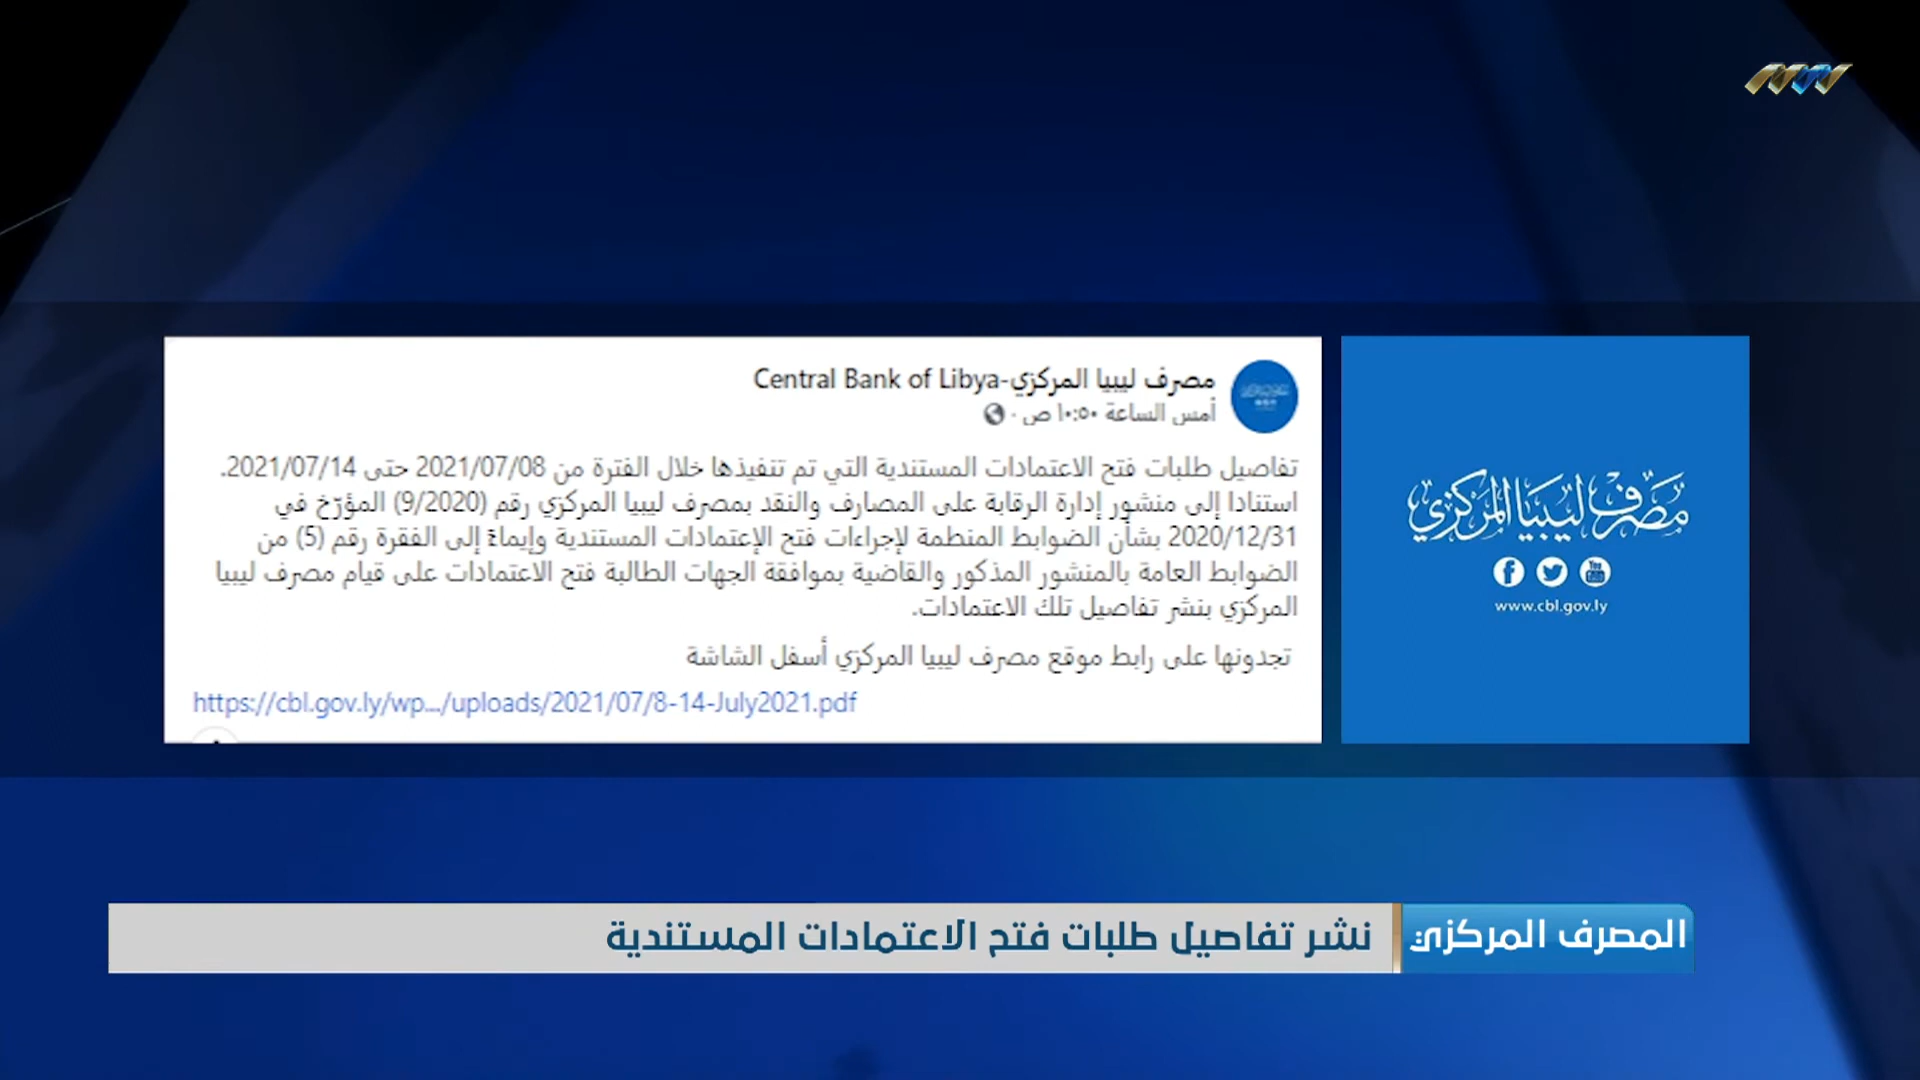 مصرف ليبيا المركزي-Central Bank of Libya
أمس الساعة ١٠:٥٠ ص ·
تفاصيل طلبات فتح الاعتمادات المستندية التي تم تنفيذها خلال الفترة من 2021/07/08 حتى 2021/07/14.
استنادا إلى منشور إدارة الرقابة على المصارف والنقد بمصرف ليبيا المركزي رقم (9/2020) المؤرّخ في
2020/12/31 بشأن الضوابط المنظمة لإجراءات فتح الإعتمادات المستندية وإيماءً إلى الفقرة رقم (5) من
الضوابط العامة بالمنشور المذكور والقاضية بموافقة الجهات الطالبة فتح الاعتمادات على قيام مصرف ليبيا
المركزي بنشر تفاصيل تلك الاعتمادات.
تجدونها على رابط موقع مصرف ليبيا المركزي أسفل الشاشة
https://cbl.gov.ly/wp.../uploads/2021/07/8-14-July2021.pdf
مصرف ليبيا المركزي
You Tube
www.cbl.gov.ly
المصرف المركزي
نشر تفاصيل طلبات فتح الاعتمادات المستندية